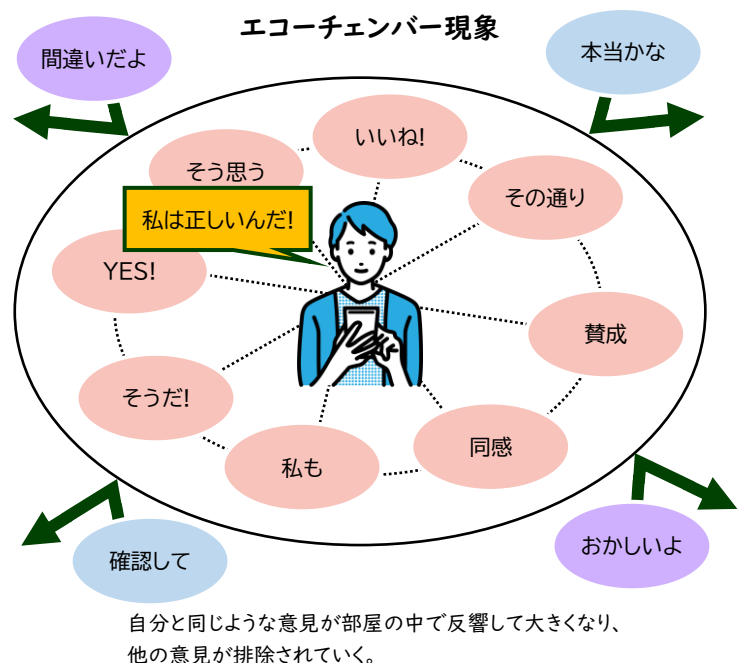 エコーチェンバー現象
間違いだよ
本当かな
いいね!
そう思う
その通り
私は正しいんだ!
YES!
賛成
そうだ!
同感
私も
おかしいよ
確認して
自分と同じような意見が部屋の中で反響して大きくなり、
他の意見が排除されていく。